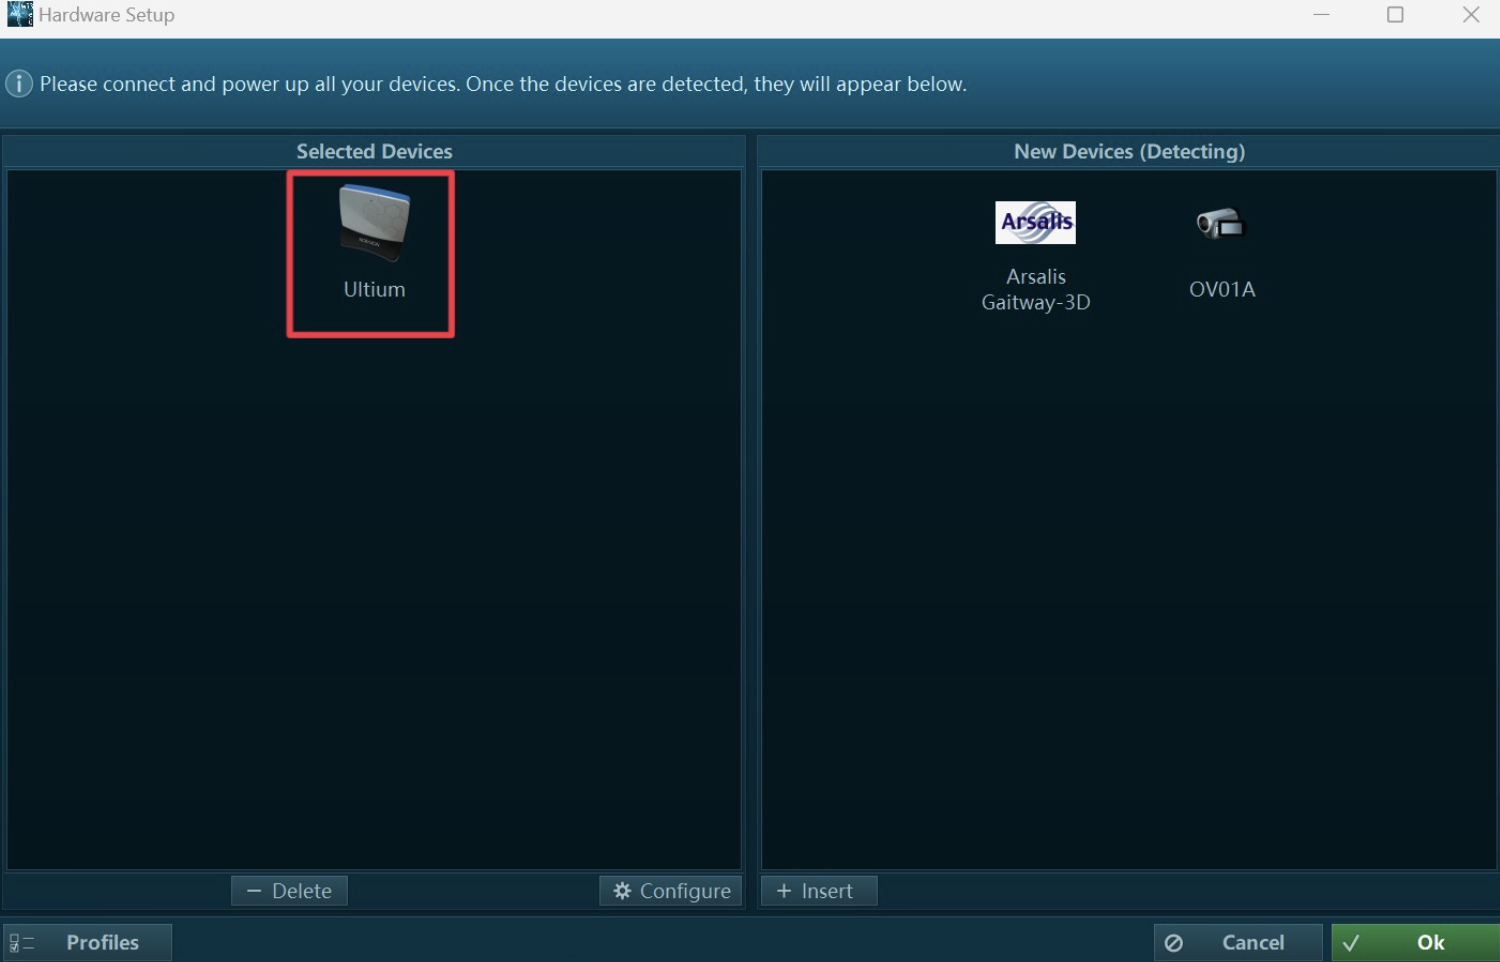 Hardware Setup
Please connect and power up all your devices. Once the devices are detected, they will appear below.
Selected Devices
New Devices (Detecting)
Ultium
Arsalis
Arsalis
Gaitway-3D
OV01A
Delete
Configure
Insert
Profiles
Cancel
Ok